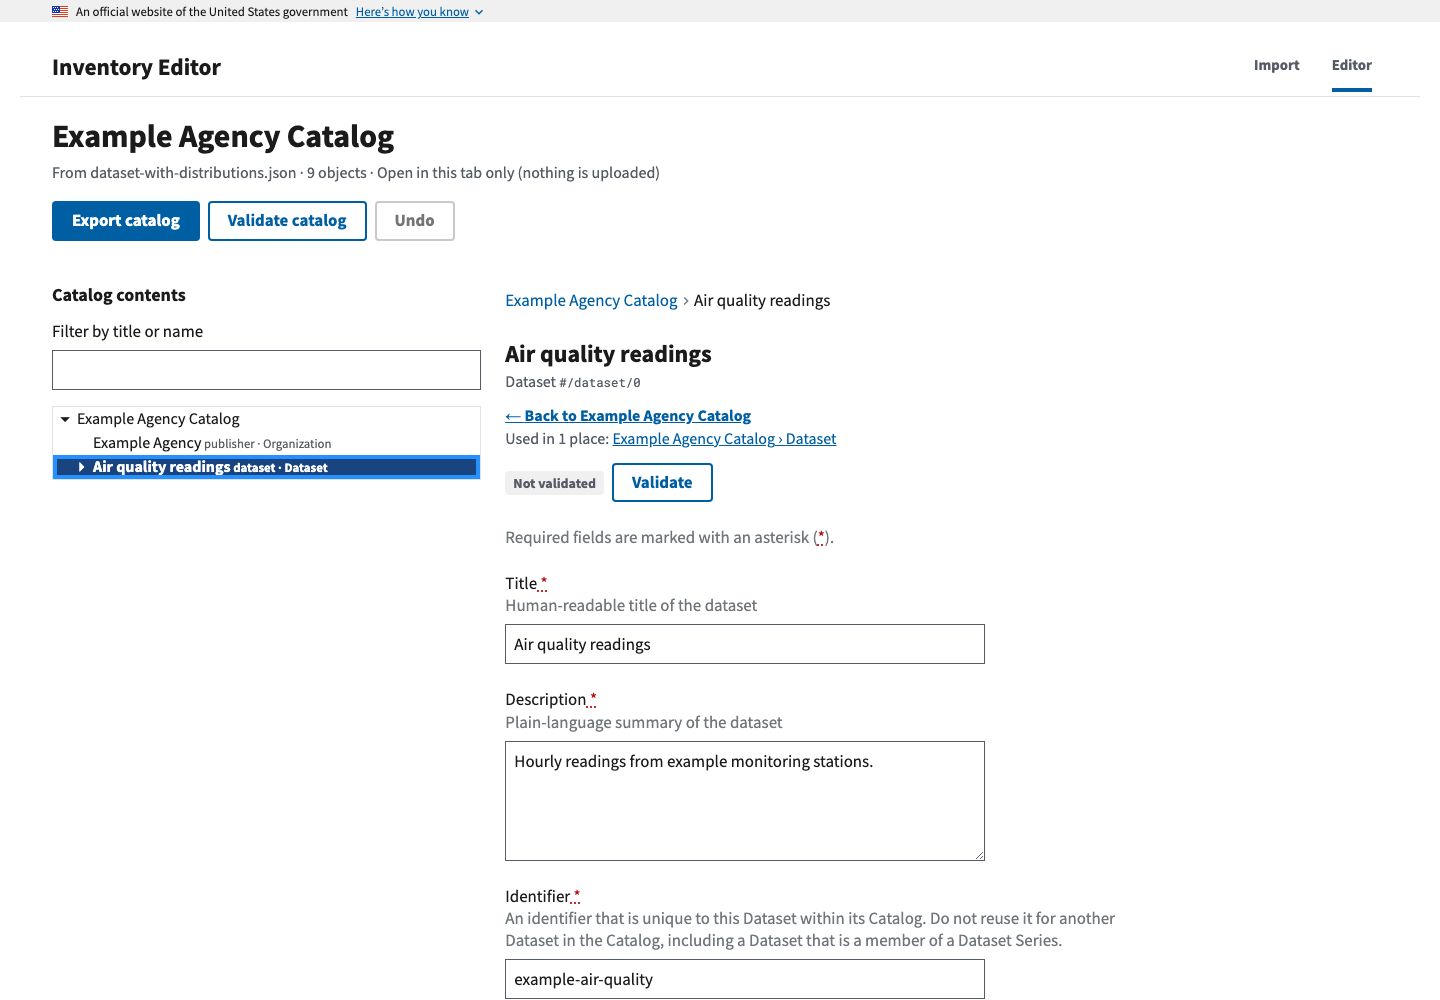 An official website of the United States government Here's how you know
Inventory Editor
Import
Editor
Example Agency Catalog
From dataset-with-distributions.json · 9 objects · Open in this tab only (nothing is uploaded)
Export catalog
Validate catalog
Undo
Catalog contents
Filter by title or name
Example Agency Catalog
Example Agency publisher · Organization
Air quality readings dataset · Dataset
Example Agency Catalog › Air quality readings
Air quality readings
Dataset #/dataset/0
← Back to Example Agency Catalog
Used in 1 place: Example Agency Catalog › Dataset
Not validated
Validate
Required fields are marked with an asterisk (*).
Title *
Human-readable title of the dataset
Air quality readings
Description *
Plain-language summary of the dataset
Hourly readings from example monitoring stations.
Identifier *
An identifier that is unique to this Dataset within its Catalog. Do not reuse it for another
Dataset in the Catalog, including a Dataset that is a member of a Dataset Series.
example-air-quality